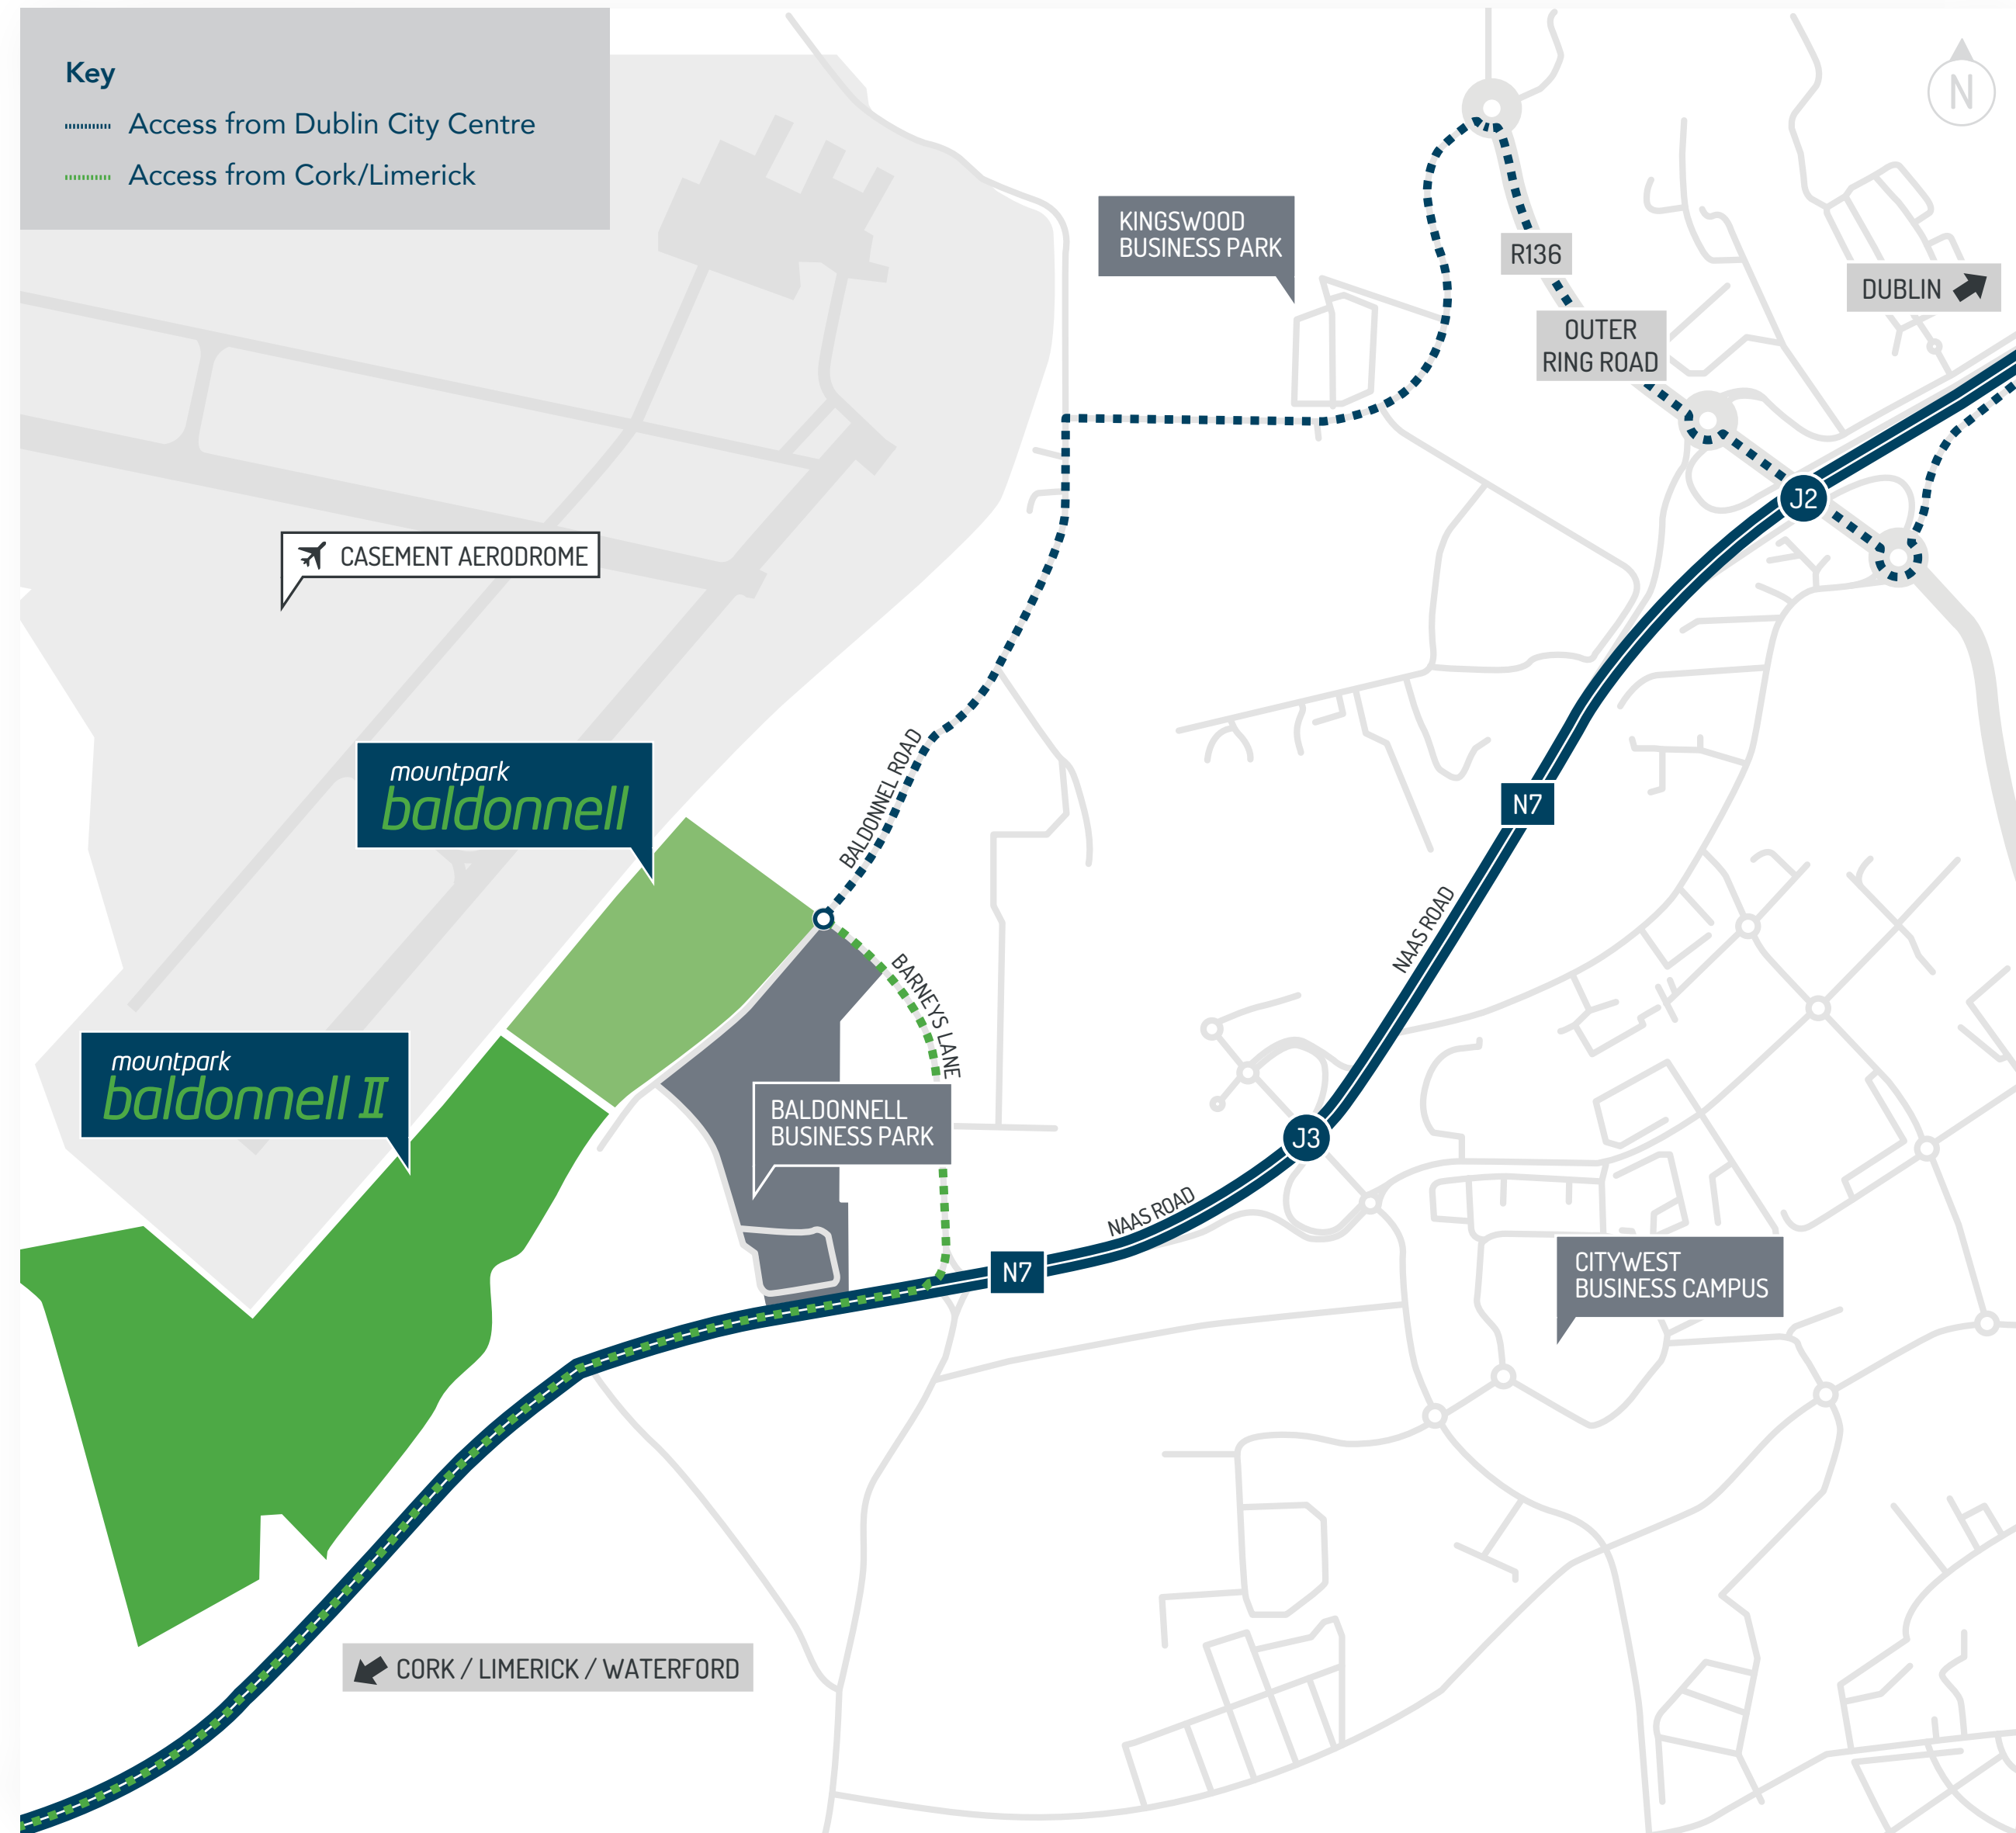 Key
Access from Dublin City Centre
Access from Cork/Limerick
N
KINGSWOOD
BUSINESS PARK
R136
DUBLIN
OUTER
RING ROAD
J2
CASEMENT AERODROME
mountpark
baldonnell
BALDONNEL ROAD
N7
NAAS ROAD
BARNEYS LANE
mountpark
baldonnell II
BALDONNELL
BUSINESS PARK
J3
NAAS ROAD
N7
CITYWEST
BUSINESS CAMPUS
CORK / LIMERICK / WATERFORD